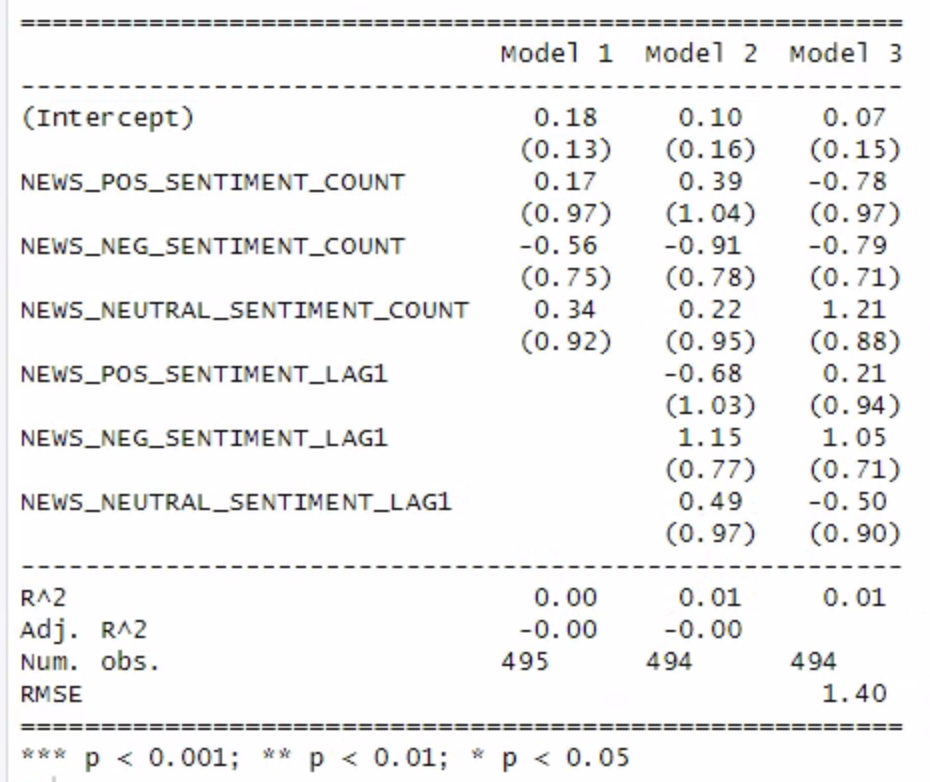 =======================================================
Model 1 Model 2 Model 3
-------------------------------------------------------
(Intercept) 0.18 0.10 0.07
(0.13) (0.16) (0.15)
NEWS_POS_SENTIMENT_COUNT 0.17 0.39 -0.78
(0.97) (1.04) (0.97)
NEWS_NEG_SENTIMENT_COUNT -0.56 -0.91 -0.79
(0.75) (0.78) (0.71)
NEWS_NEUTRAL_SENTIMENT_COUNT 0.34 0.22 1.21
(0.92) (0.95) (0.88)
NEWS_POS_SENTIMENT_LAG1 -0.68 0.21
(1.03) (0.94)
NEWS_NEG_SENTIMENT_LAG1 1.15 1.05
(0.77) (0.71)
NEWS_NEUTRAL_SENTIMENT_LAG1 0.49 -0.50
(0.97) (0.90)
-------------------------------------------------------
R^2 0.00 0.01 0.01
Adj. R^2 -0.00 -0.00
Num. obs. 495 494 494
RMSE 1.40
=======================================================
*** p < 0.001; ** p < 0.01; * p < 0.05